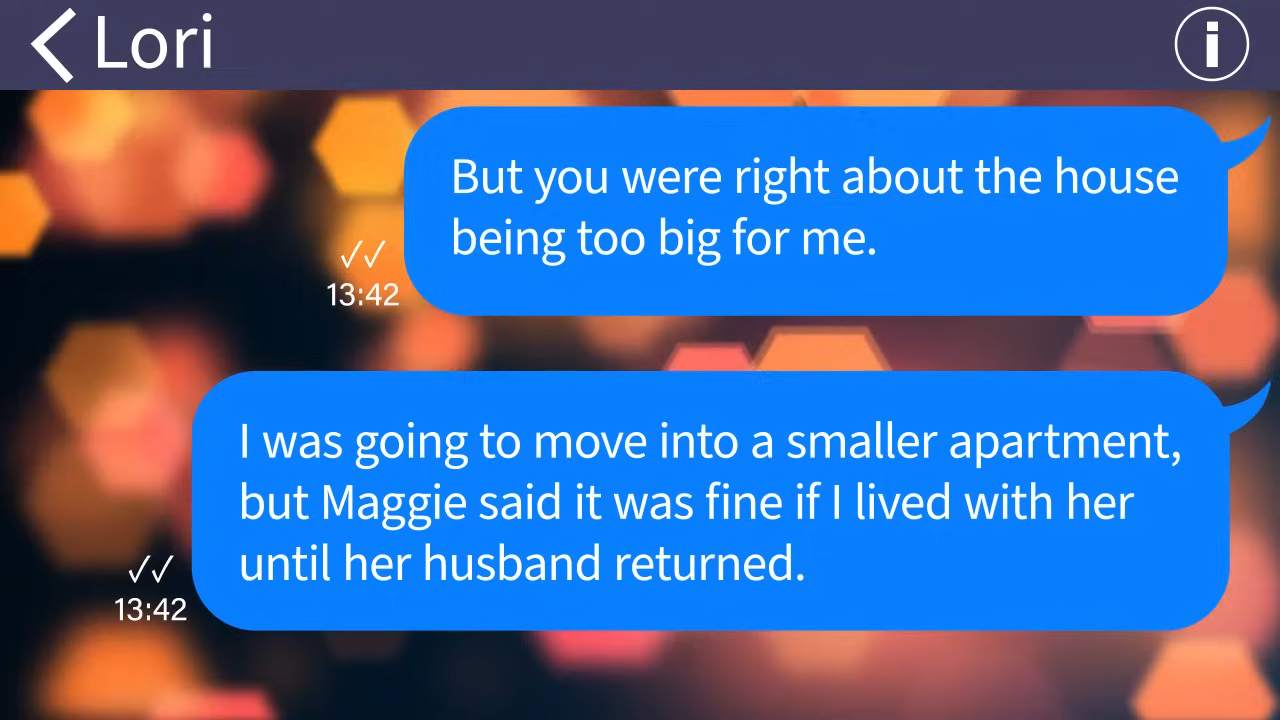 Lori
But you were right about the house
being too big for me.
13:42
I was going to move into a smaller apartment,
but Maggie said it was fine if I lived with her
until her husband returned.
13:42